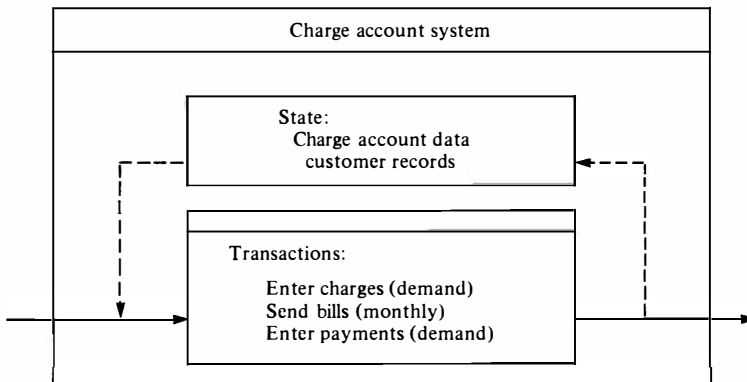 Charge account system
State:
Charge account data
customer records
Transactions:
Enter charges (demand)
Send bills (monthly)
Enter payments (demand)